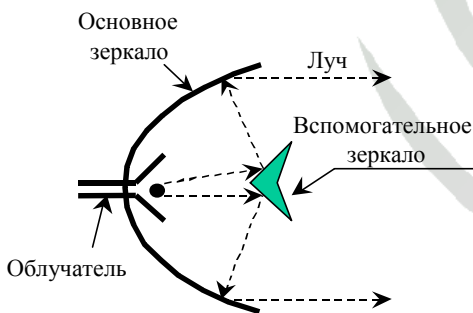 Основное
зеркало
Луч
Вспомогательное
зеркало
Облучатель